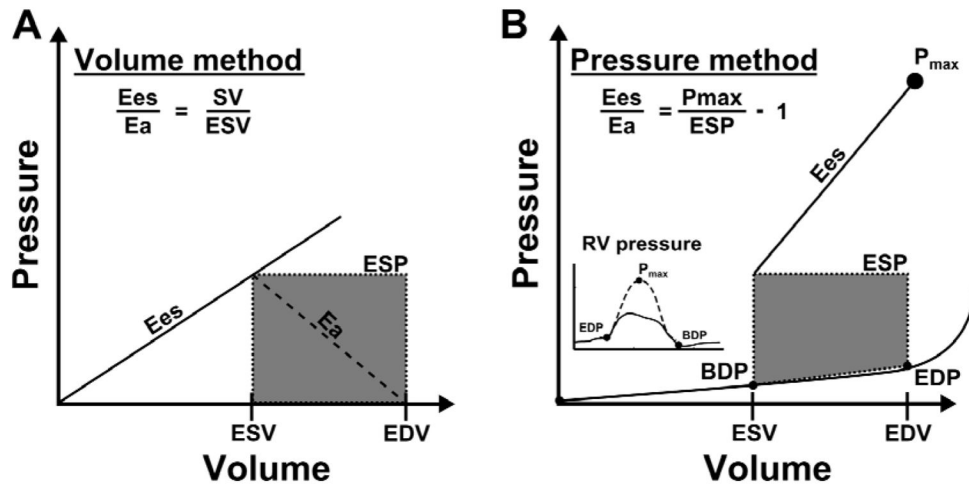 A
Volume method
Ees/Ea = SV/ESV
Pressure
ESP
Ees
Ea
ESV
EDV
Volume
B
Pressure method
Ees/Ea = Pmax/ESP - 1
Pmax
Pressure
Ees
RV pressure
Pmax
EDP
BDP
ESP
BDP
EDP
ESV
EDV
Volume